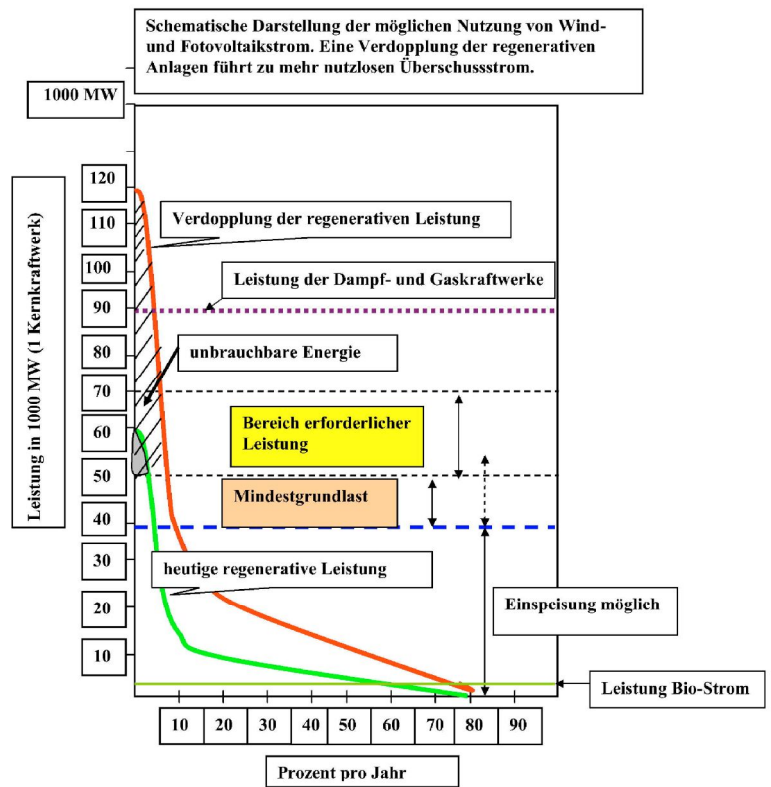 Schematische Darstellung der möglichen Nutzung von Wind-
und Fotovoltaikstrom. Eine Verdopplung der regenerativen
Anlagen führt zu mehr nutzlosen Überschussstrom.
1000 MW
Leistung in 1000 MW (1 Kernkraftwerk)
120
110
100
90
80
70
60
50
40
30
20
10
Verdopplung der regenerativen Leistung
Leistung der Dampf- und Gaskraftwerke
unbrauchbare Energie
Bereich erforderlicher
Leistung
Mindestgrundlast
heutige regenerative Leistung
Einspeisung möglich
Leistung Bio-Strom
10 20 30 40 50 60 70 80 90
Prozent pro Jahr